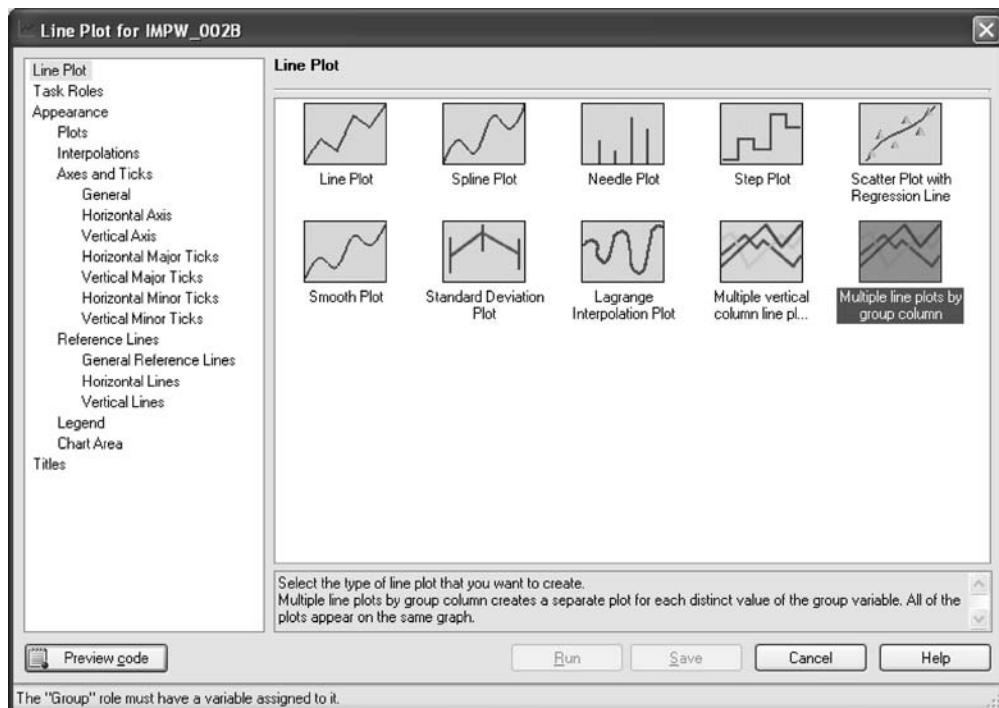 Line Plot for IMPW_002B
Line Plot
Task Roles
Appearance
Plots
Interpolations
Axes and Ticks
General
Horizontal Axis
Vertical Axis
Horizontal Major Ticks
Vertical Major Ticks
Horizontal Minor Ticks
Vertical Minor Ticks
Reference Lines
General Reference Lines
Horizontal Lines
Vertical Lines
Legend
Chart Area
Titles
Line Plot
Line Plot
Spline Plot
Needle Plot
Step Plot
Scatter Plot with
Regression Line
Smooth Plot
Standard Deviation
Plot
Lagrange
Interpolation Plot
Multiple vertical
column line pl...
Multiple line plots by
group column
Select the type of line plot that you want to create.
Multiple line plots by group column creates a separate plot for each distinct value of the group variable. All of the
plots appear on the same graph.
Preview code
Run
Save
Cancel
Help
The "Group" role must have a variable assigned to it.